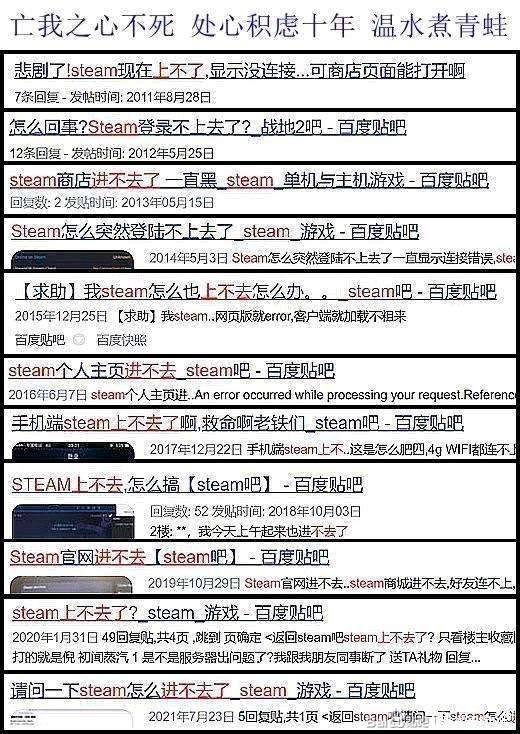 亡我之心不死 处心积虑十年 温水煮青蛙
悲剧了!steam现在上不了,显示没连接...可商店页面能打开啊
7条回复 - 发帖时间: 2011年8月28日
怎么回事?Steam登录不上去了?_战地2吧 - 百度贴吧
12条回复 - 发帖时间: 2012年5月25日
steam商店进不去了 一直黑_steam_单机与主机游戏 - 百度贴吧
回复数: 2 发贴时间: 2013年05月15日
Steam怎么突然登陆不上去了_steam_游戏 - 百度贴吧
2014年5月3日 Steam怎么突然登陆不上去了一直显示连接错误,stea
【求助】我steam怎么也上不去怎么办。。_steam吧 - 百度贴吧
2015年12月25日 【求助】我steam..网页版就error,客户端就加载不祖来
百度贴吧 百度快照
steam个人主页进不去_steam吧 - 百度贴吧
2016年6月7日 steam个人主页进..An error occurred while processing your request.Reference
手机端steam上不去了啊,救命啊老铁们_steam吧 - 百度贴吧
2017年12月22日 手机端steam上不..这是怎么肥四,4g WIFI都连不上
STEAM上不去,怎么搞【steam吧】 - 百度贴吧
回复数: 52 发贴时间: 2018年10月03日
2楼: **，我今天上午起来也进不去了
Steam官网进不去【steam吧】 - 百度贴吧
2019年10月29日 Steam官网进不去..steam商城进不去,好友连不上,
steam上不去了?_steam_游戏 - 百度贴吧
2020年1月31日 49回复贴,共4页 ,跳到 页确定 <返回steam吧steam上不去了? 只看楼主收藏
打的就是倪 初闻蒸汽 1 是不是服务器出问题了?我跟我朋友同事断了 送TA礼物 回复...
请问一下steam怎么进不去了_steam_游戏 - 百度贴吧
2021年7月23日 5回复贴,共1页 <返回steam吧请问一下steam怎么进